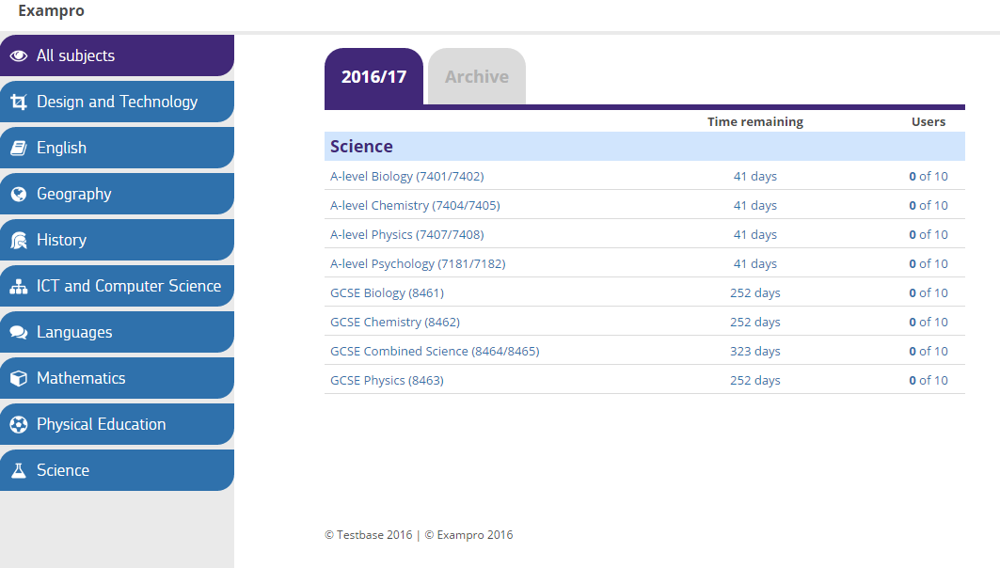 Exampro
All subjects
Design and Technology
English
Geography
History
ICT and Computer Science
Languages
Mathematics
Physical Education
Science
2016/17 Archive
Time remaining Users
Science
A-level Biology (7401/7402) 41 days 0 of 10
A-level Chemistry (7404/7405) 41 days 0 of 10
A-level Physics (7407/7408) 41 days 0 of 10
A-level Psychology (7181/7182) 41 days 0 of 10
GCSE Biology (8461) 252 days 0 of 10
GCSE Chemistry (8462) 252 days 0 of 10
GCSE Combined Science (8464/8465) 323 days 0 of 10
GCSE Physics (8463) 252 days 0 of 10
© Testbase 2016 | © Exampro 2016